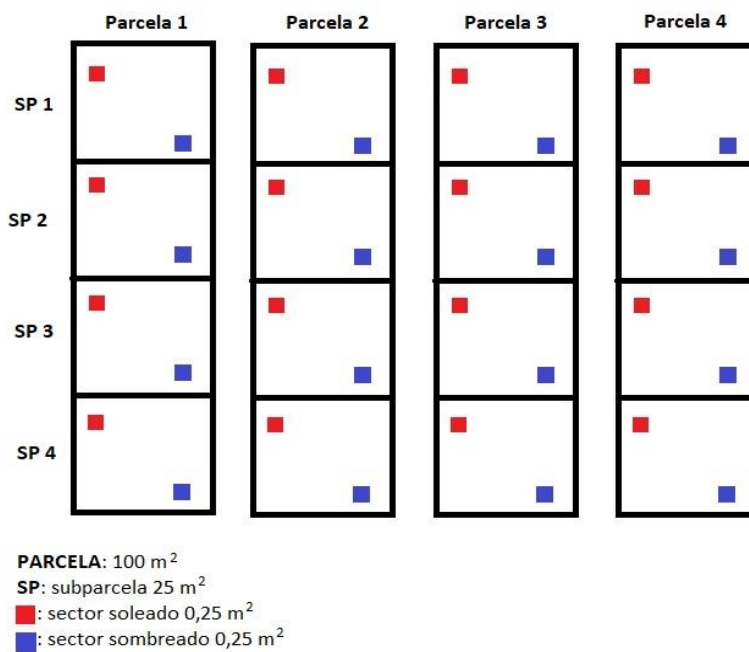 Parcela 1 Parcela 2 Parcela 3 Parcela 4
SP 1
SP 2
SP 3
SP 4
PARCELA: 100 m²
SP: subparcela 25 m²
: sector soleado 0,25 m²
: sector sombreado 0,25 m²